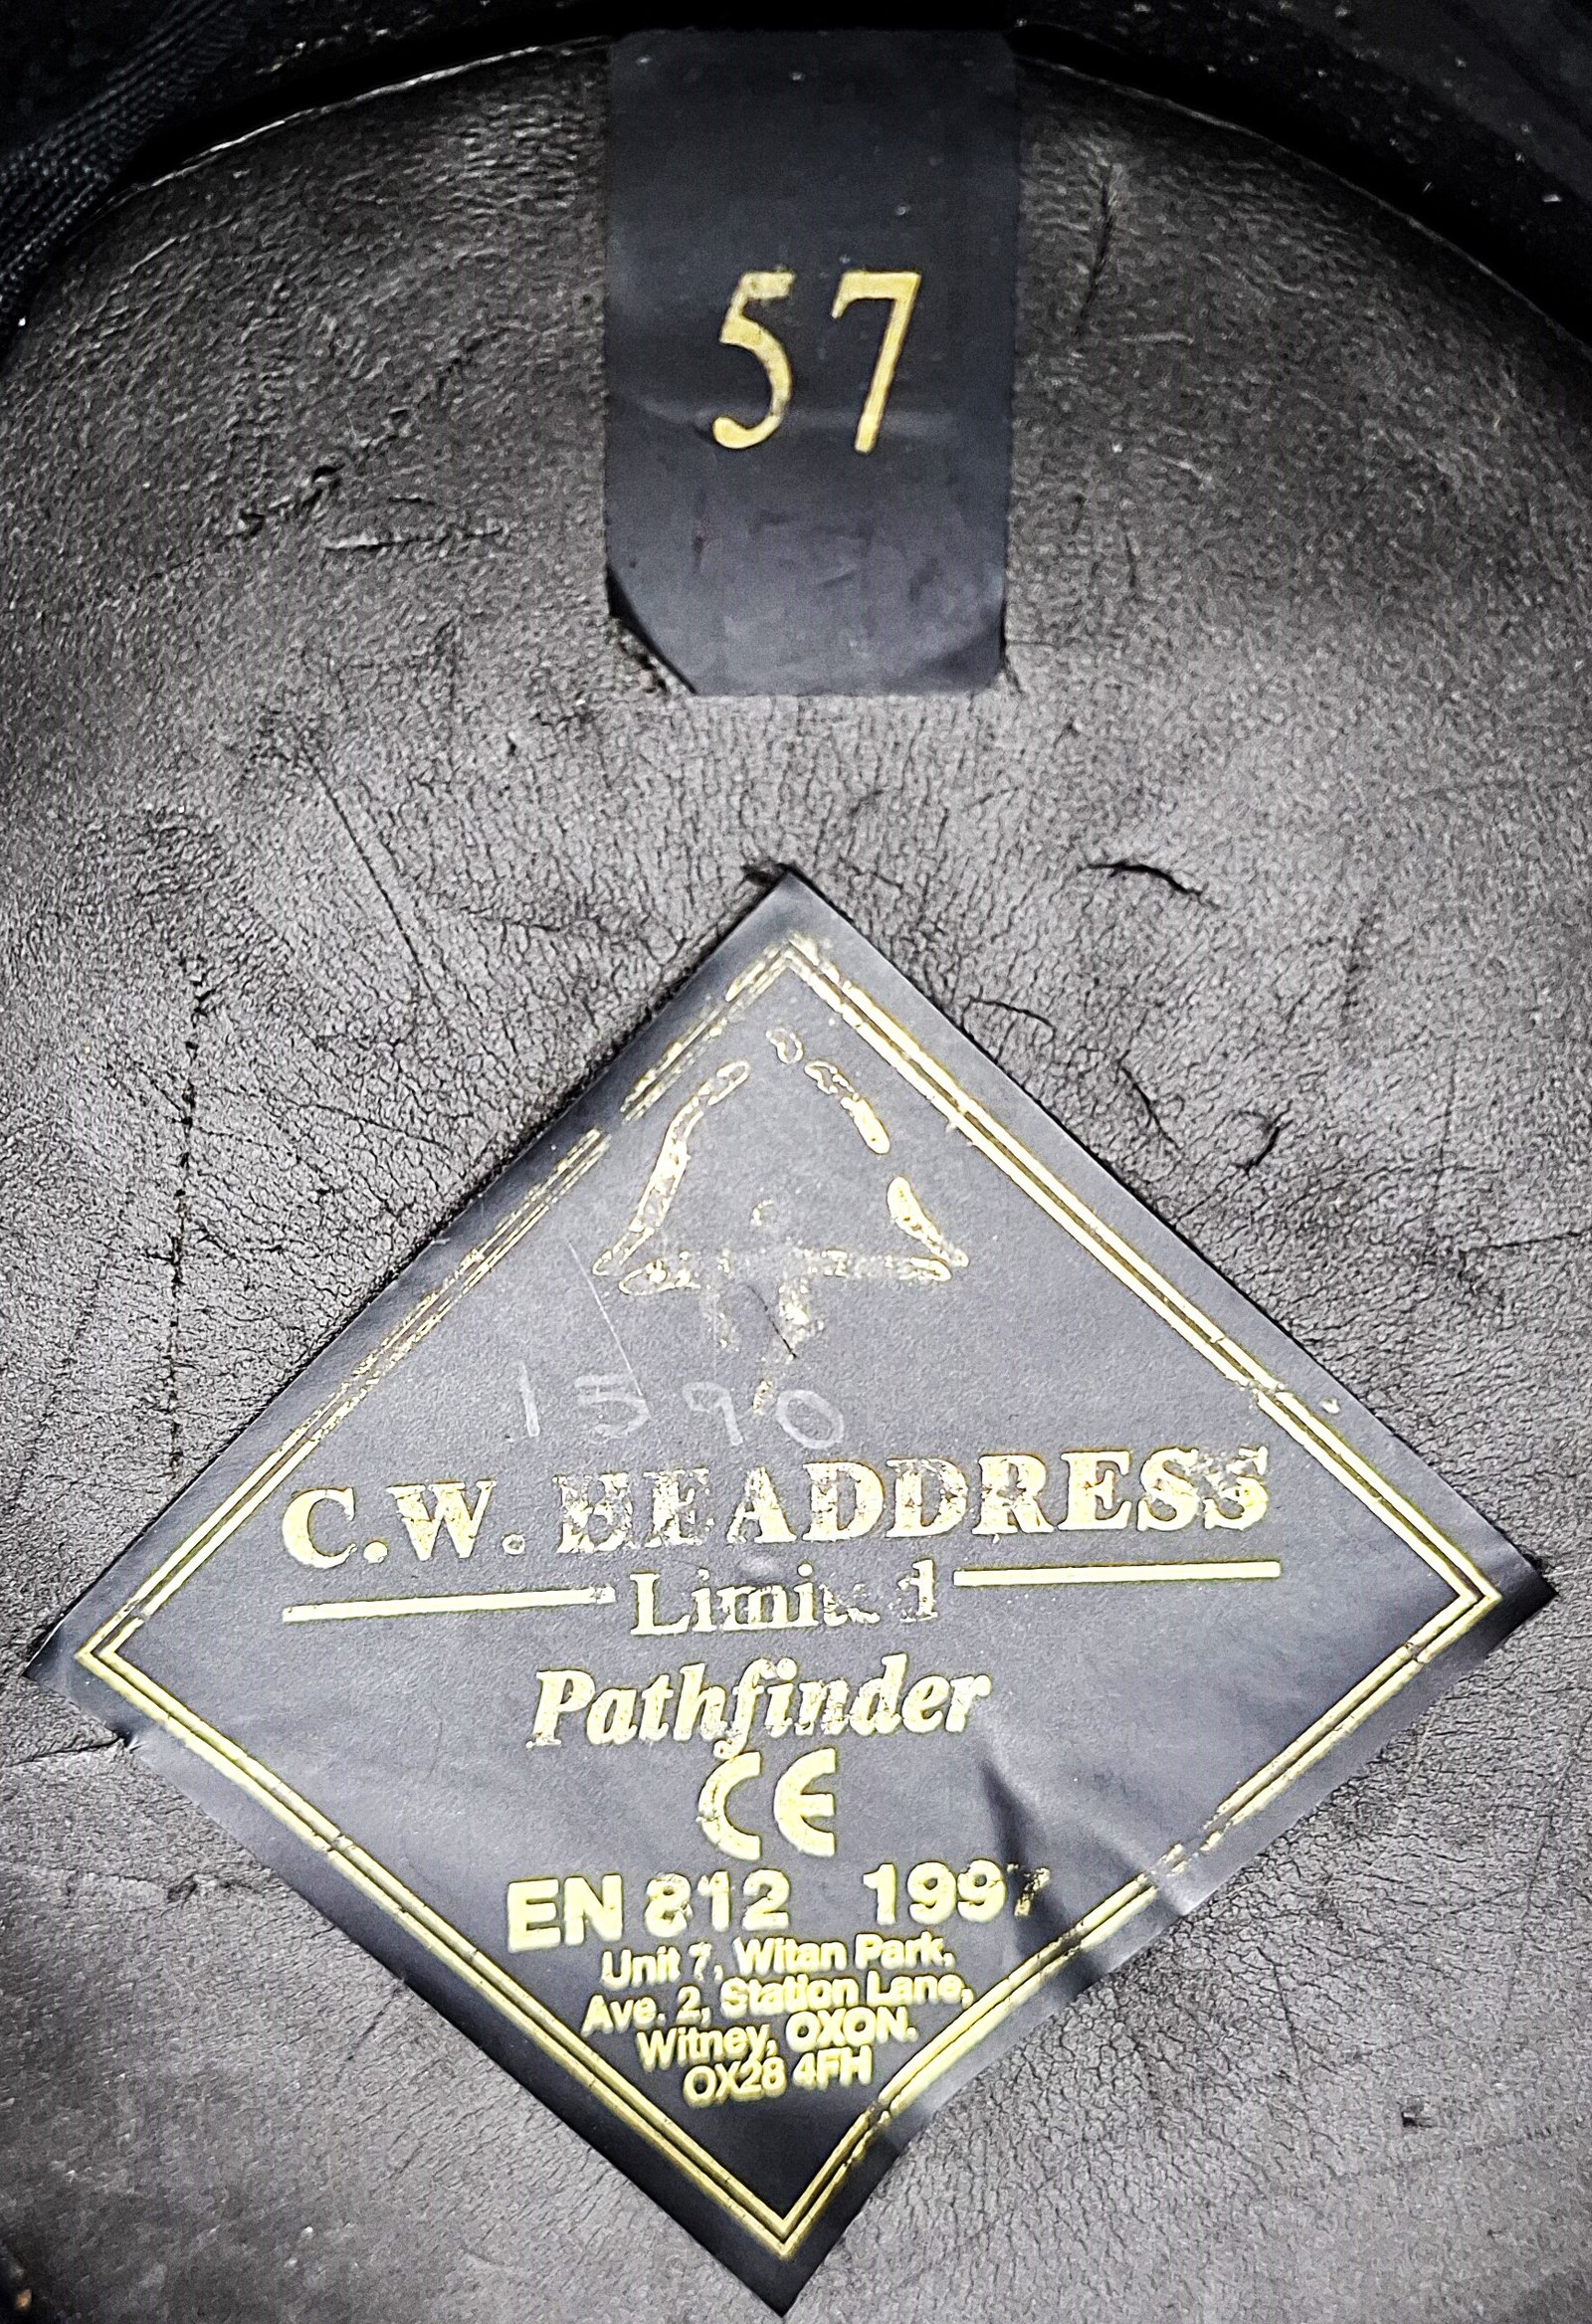 57
1590
C.W. HEADDRESS
Limited
Pathfinder
CE
EN 812 1997
Unit 7, Witan Park,
Ave. 2, Station Lane,
Witney, OXON.
OX28 4FH